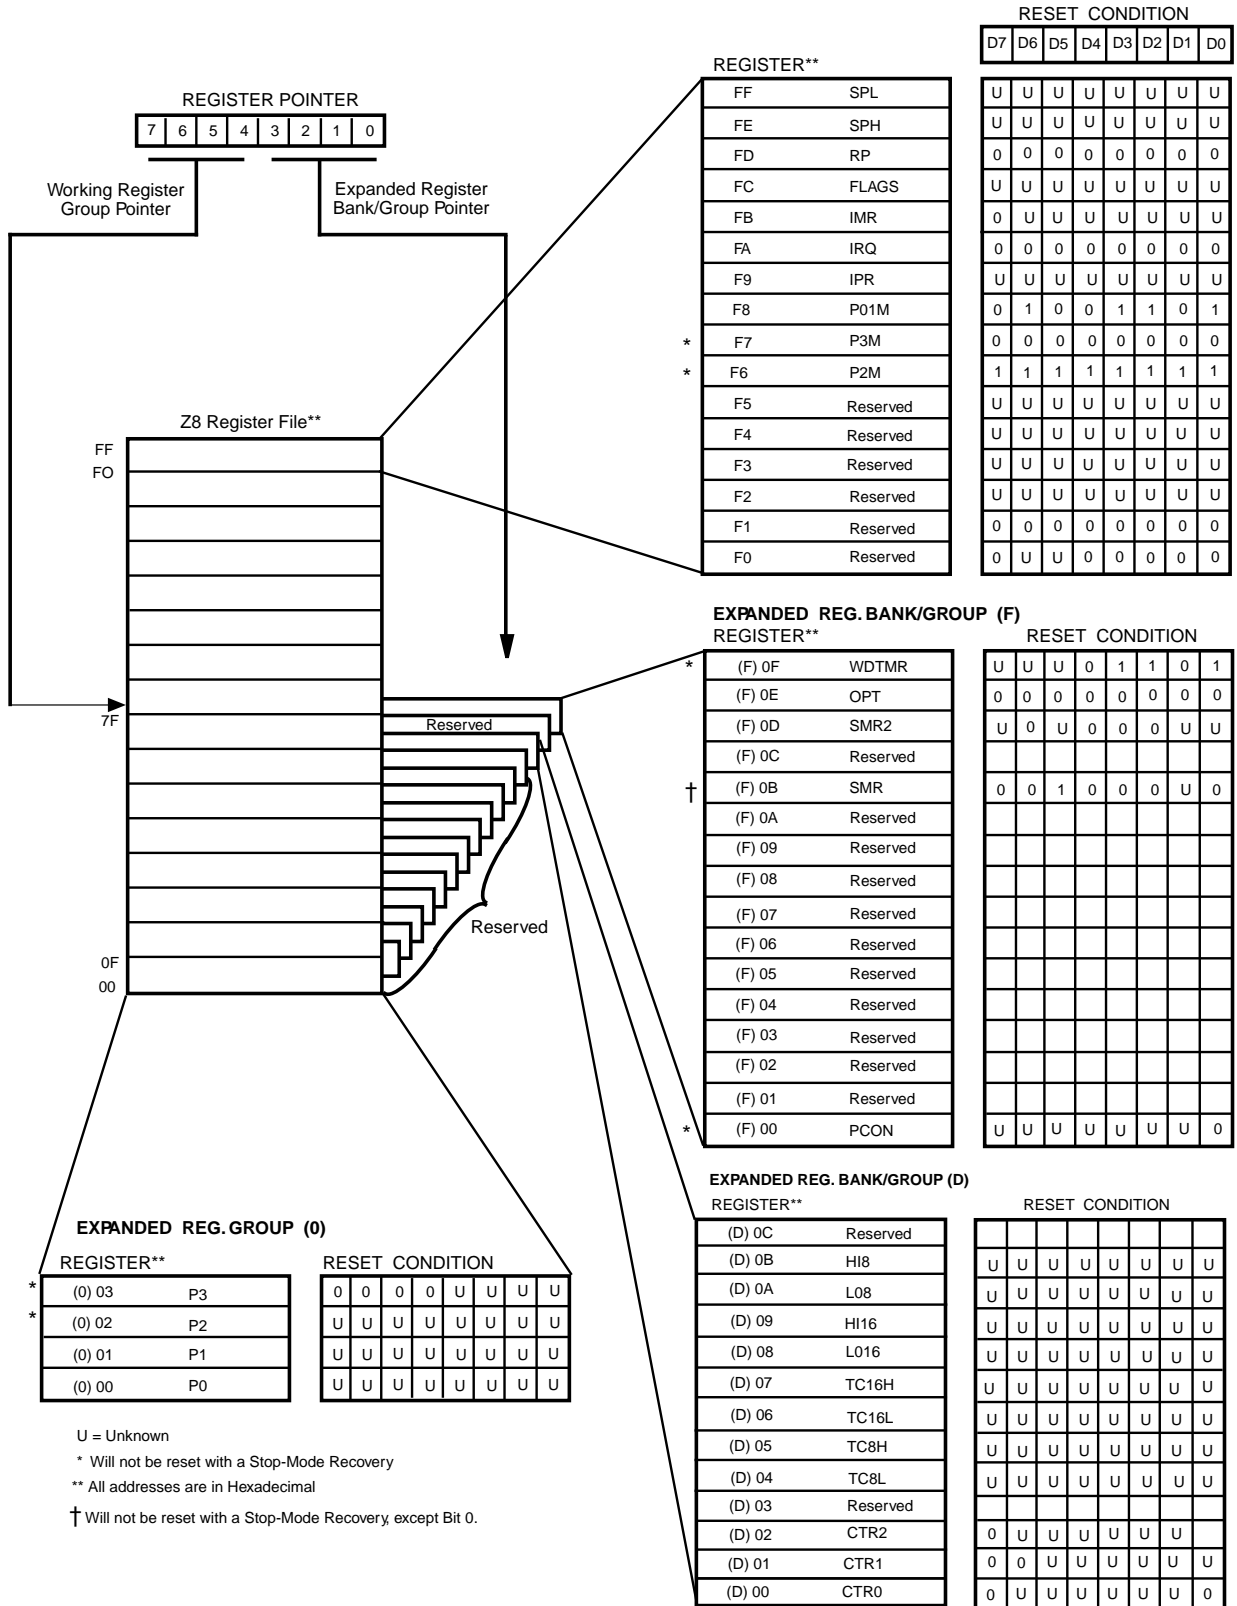 RESET CONDITION
D7 D6 D5 D4 D3 D2 D1 D0
REGISTER**
FF SPL U U U U U U U U
FE SPH U U U U U U U U
FD RP 0 0 0 0 0 0 0 0
FC FLAGS U U U U U U U U
FB IMR 0 U U U U U U U
FA IRQ 0 0 0 0 0 0 0 0
F9 IPR U U U U U U U U
F8 P01M 0 1 0 0 1 1 0 1
* F7 P3M 0 0 0 0 0 0 0 0
* F6 P2M 1 1 1 1 1 1 1 1
F5 Reserved U U U U U U U U
F4 Reserved U U U U U U U U
F3 Reserved U U U U U U U U
F2 Reserved U U U U U U U U
F1 Reserved 0 0 0 0 0 0 0 0
F0 Reserved 0 U U 0 0 0 0 0
REGISTER POINTER
7 6 5 4 3 2 1 0
Working Register
Group Pointer
Expanded Register
Bank/Group Pointer
Z8 Register File**
FF
FO
7F
Reserved
Reserved
0F
00
EXPANDED REG. BANK/GROUP (F)
REGISTER** RESET CONDITION
* (F) 0F WDTMR U U U 0 1 1 0 1
(F) 0E OPT 0 0 0 0 0 0 0 0
(F) 0D SMR2 U 0 U 0 0 0 U U
(F) 0C Reserved
† (F) 0B SMR 0 0 1 0 0 0 U 0
(F) 0A Reserved
(F) 09 Reserved
(F) 08 Reserved
(F) 07 Reserved
(F) 06 Reserved
(F) 05 Reserved
(F) 04 Reserved
(F) 03 Reserved
(F) 02 Reserved
(F) 01 Reserved
* (F) 00 PCON U U U U U U U 0
EXPANDED REG. BANK/GROUP (D)
REGISTER** RESET CONDITION
(D) 0C Reserved
(D) 0B HI8 U U U U U U U U
(D) 0A L08 U U U U U U U U
(D) 09 HI16 U U U U U U U U
(D) 08 L016 U U U U U U U U
(D) 07 TC16H U U U U U U U U
(D) 06 TC16L U U U U U U U U
(D) 05 TC8H U U U U U U U U
(D) 04 TC8L U U U U U U U U
(D) 03 Reserved
(D) 02 CTR2 0 U U U U U U
(D) 01 CTR1 0 0 U U U U U U
(D) 00 CTR0 0 U U U U U U 0
EXPANDED REG. GROUP (0)
REGISTER** RESET CONDITION
* (0) 03 P3 0 0 0 0 U U U U
* (0) 02 P2 U U U U U U U U
(0) 01 P1 U U U U U U U U
(0) 00 P0 U U U U U U U U
U = Unknown
* Will not be reset with a Stop-Mode Recovery
** All addresses are in Hexadecimal
† Will not be reset with a Stop-Mode Recovery, except Bit 0.